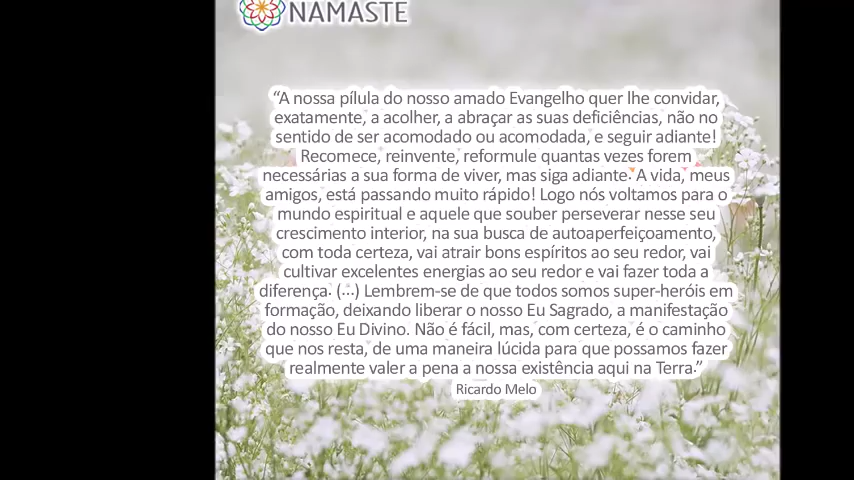 NAMASTE
“A nossa pílula do nosso amado Evangelho quer lhe convidar,
exatamente, a acolher, a abraçar as suas deficiências, não no
sentido de ser acomodado ou acomodada, e seguir adiante!
Recomece, reinvente, reformule quantas vezes forem
necessárias a sua forma de viver, mas siga adiante. A vida, meus
amigos, está passando muito rápido! Logo nós voltamos para o
mundo espiritual e aquele que souber perseverar nesse seu
crescimento interior, na sua busca de autoaperfeiçoamento,
com toda certeza, vai atrair bons espíritos ao seu redor, vai
cultivar excelentes energias ao seu redor e vai fazer toda a
diferença. (...) Lembrem-se de que todos somos super-heróis em
formação, deixando liberar o nosso Eu Sagrado, a manifestação
do nosso Eu Divino. Não é fácil, mas, com certeza, é o caminho
que nos resta, de uma maneira lúcida para que possamos fazer
realmente valer a pena a nossa existência aqui na Terra.”
Ricardo Melo